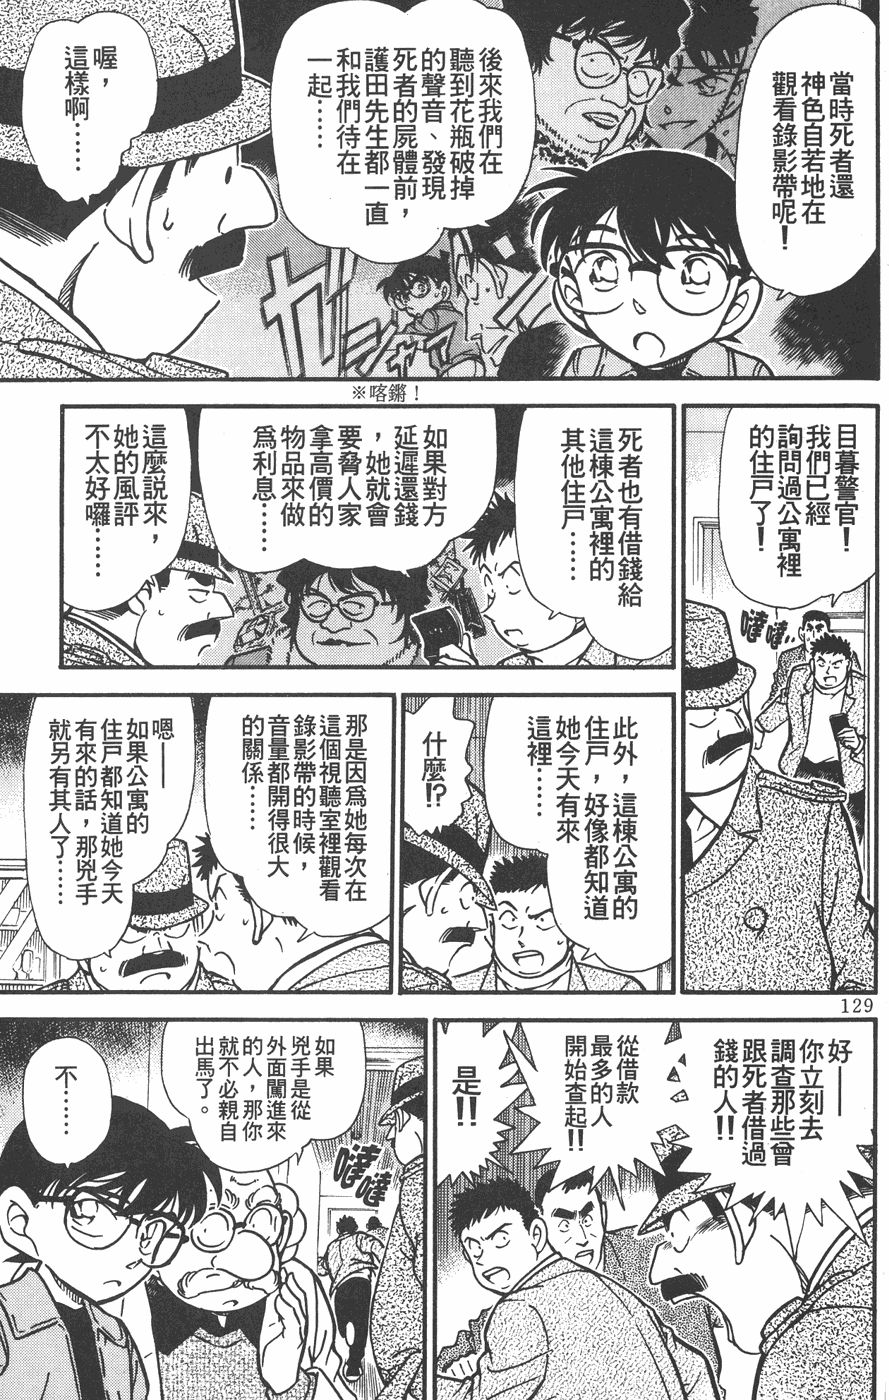 當時死者還
神色自若地在
觀看錄影帶呢！
後來我們在
聽到花瓶破掉
的聲音、發現
死者的屍體前，
護田先生都一直
和我們待在
一起……
喔，
這樣啊……
ガシャァン
※喀鏘！
目暮警官！
我們已經
詢問過公寓裡
的住戶了！
噠噠..
死者也有借錢給
這棟公寓裡的
其他住戶……
如果對方
延遲還錢
，她就會
要脅人家
拿高價的
物品來做
為利息……
這麼說來，
她的風評
不太好囉……
此外，這棟公寓的
住戶，好像都知道
她今天有來
這裡……
什麼!?
那是因為她每次在
這個視聽室裡觀看
錄影帶的時候，
音量都開得很大
的關係……
嗯——
如果公寓的
住戶都知道她今天
有來的話，那兇手
就另有其人了……
129
好——
你立刻去
調查那些曾
跟死者借過
錢的人!!
從借款
最多的人
開始查起!!
是!!
噠噠
如果
兇手是從
外面闖進來
的人，那你
就不必親自
出馬了。
不……